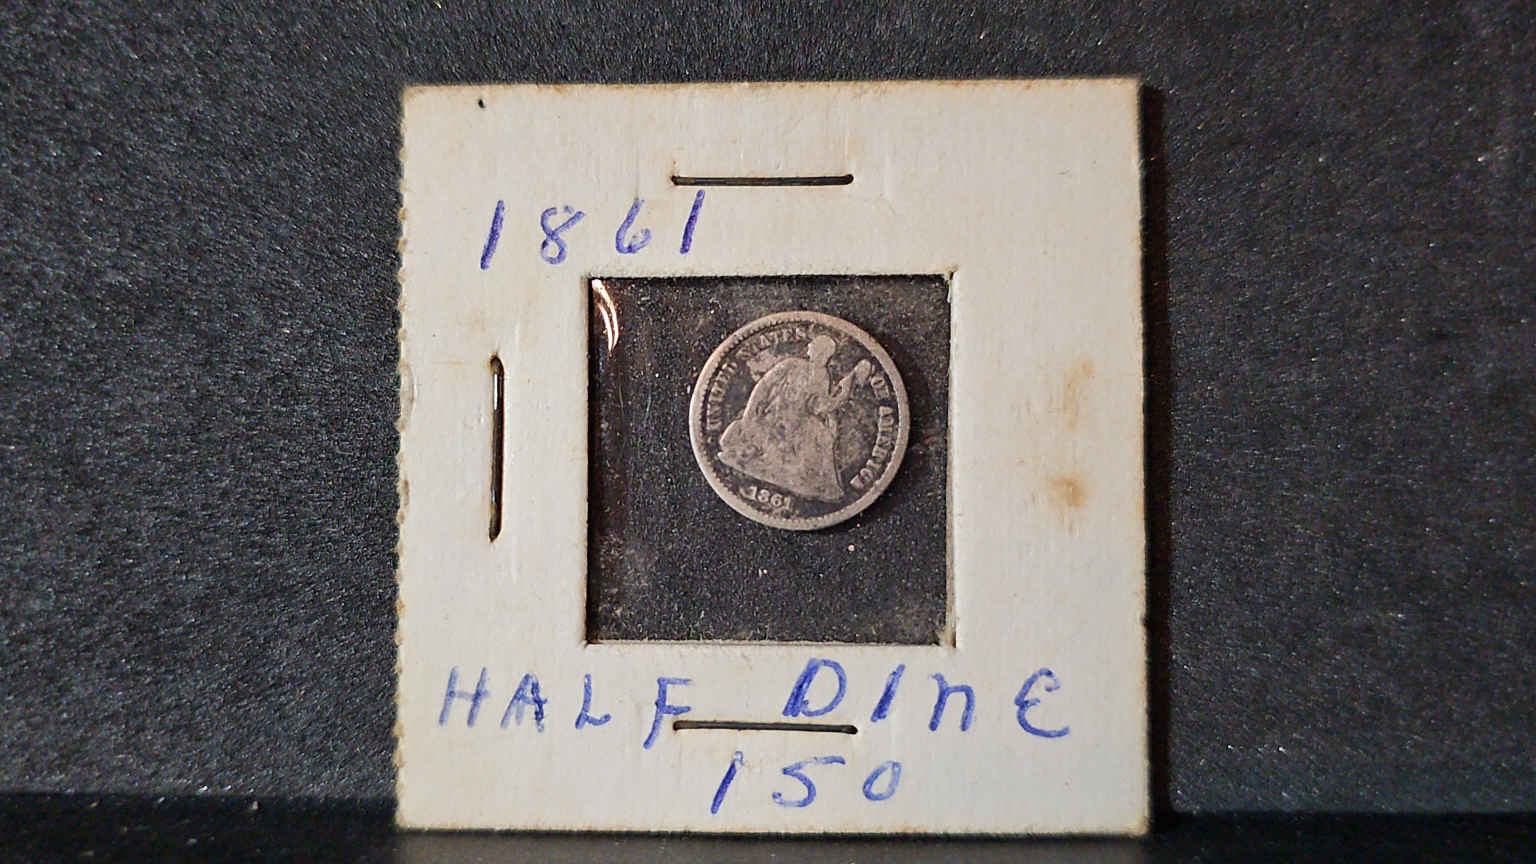 1861
UNITED STATES OF AMERICA
1861
HALF DIME
150